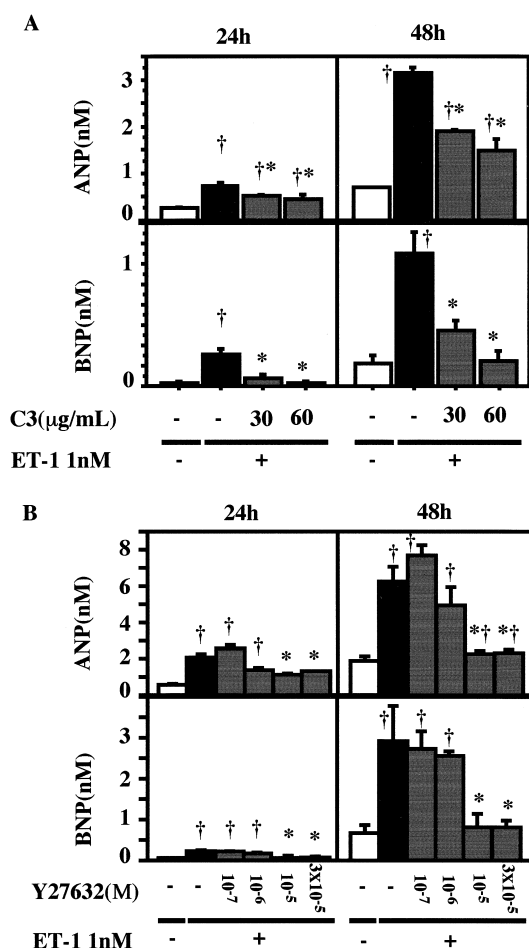 A
24h 48h
3
2
1
0
ANP(nM)
† †* †* † †* †*
1
0
BNP(nM)
† * * † * *
C3(μg/mL) - - 30 60 - - 30 60
ET-1 1nM - + - +
B
24h 48h
8
6
4
2
0
ANP(nM)
† † † * * † † † *† *†
3
2
1
0
BNP(nM)
† † † * * † † † * *
Y27632(M) - - 10-7 10-6 10-5 3X10-5 - - 10-7 10-6 10-5 3X10-5
ET-1 1nM - + - +